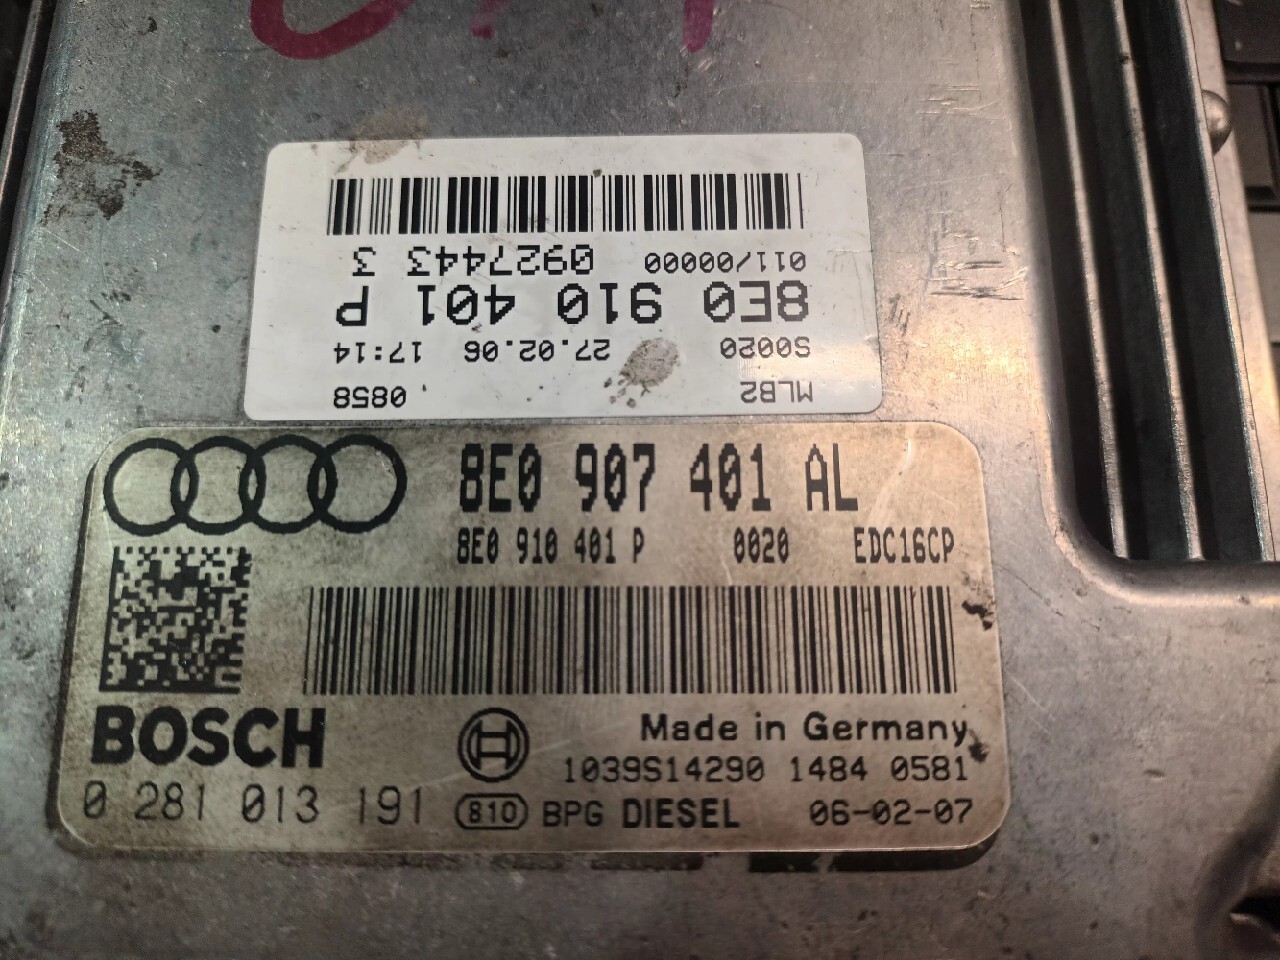 011/00000 0927443 3
8E0 910 401 P
S0020 27.02.06 17:14
MLB2 0858
8E0 907 401 AL
8E0 910 401 P 0020 EDC16CP
BOSCH
Made in Germany
1039S14290 1484 0581
0 281 013 191 810 BPG DIESEL 06-02-07